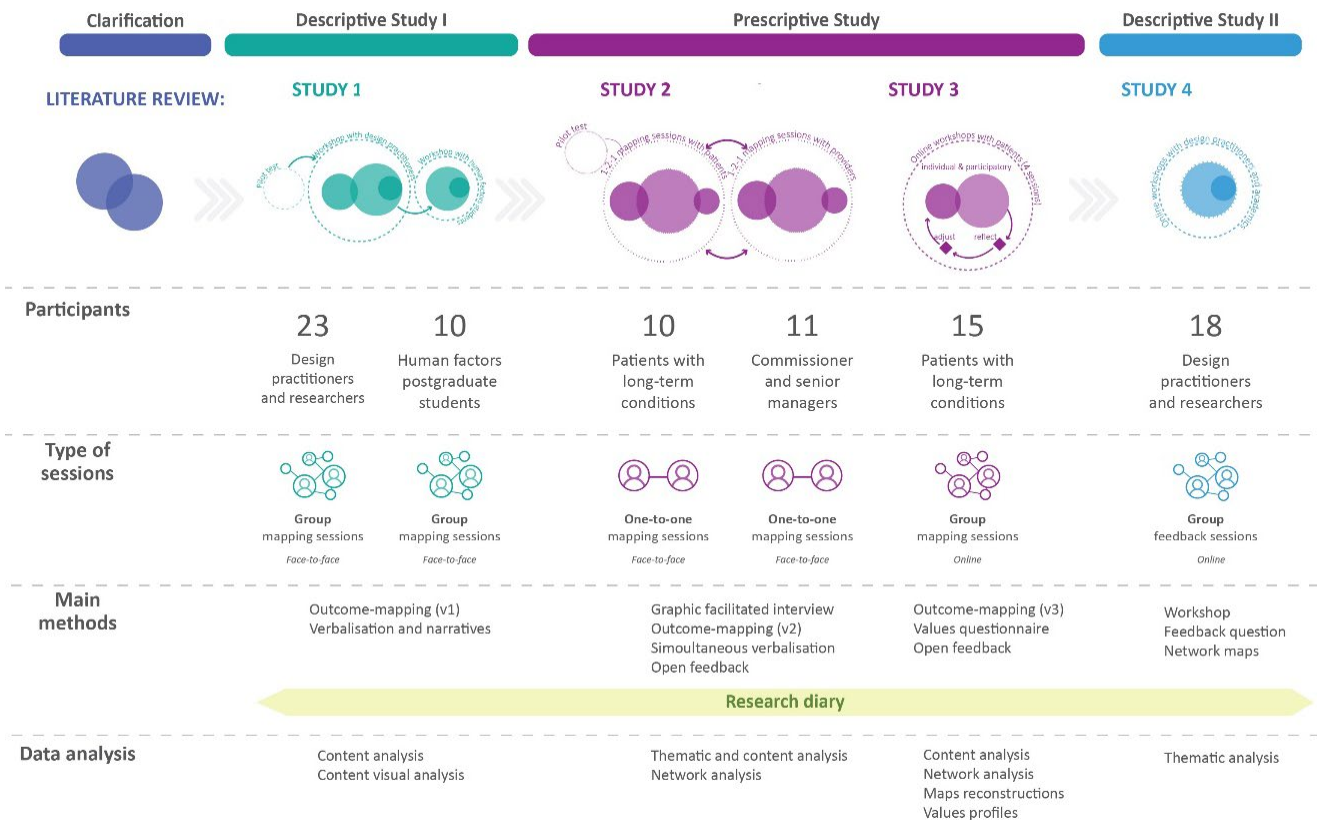 Clarification
Descriptive Study I
Prescriptive Study
Descriptive Study II
LITERATURE REVIEW:
STUDY 1
STUDY 2
STUDY 3
STUDY 4
Pilot test
Workshop with design
Workshop with human factors
Pilot test
1-2-1 mapping sessions with patients
1-2-1 mapping sessions with providers
Online workshops with patients (4 sessions)
individual & participatory
adjust
reflect
Online workshops with design practitioners and academics
Participants
23
Design
practitioners
and researchers
10
Human factors
postgraduate
students
10
Patients with
long-term
conditions
11
Commissioner
and senior
managers
15
Patients with
long-term
conditions
18
Design
practitioners
and researchers
Type of
sessions
Group
mapping sessions
Face-to-face
Group
mapping sessions
Face-to-face
One-to-one
mapping sessions
Face-to-face
One-to-one
mapping sessions
Face-to-face
Group
mapping sessions
Online
Group
feedback sessions
Online
Main
methods
Outcome-mapping (v1)
Verbalisation and narratives
Graphic facilitated interview
Outcome-mapping (v2)
Simoultaneous verbalisation
Open feedback
Outcome-mapping (v3)
Values questionnaire
Open feedback
Workshop
Feedback question
Network maps
Research diary
Data analysis
Content analysis
Content visual analysis
Thematic and content analysis
Network analysis
Content analysis
Network analysis
Maps reconstructions
Values profiles
Thematic analysis